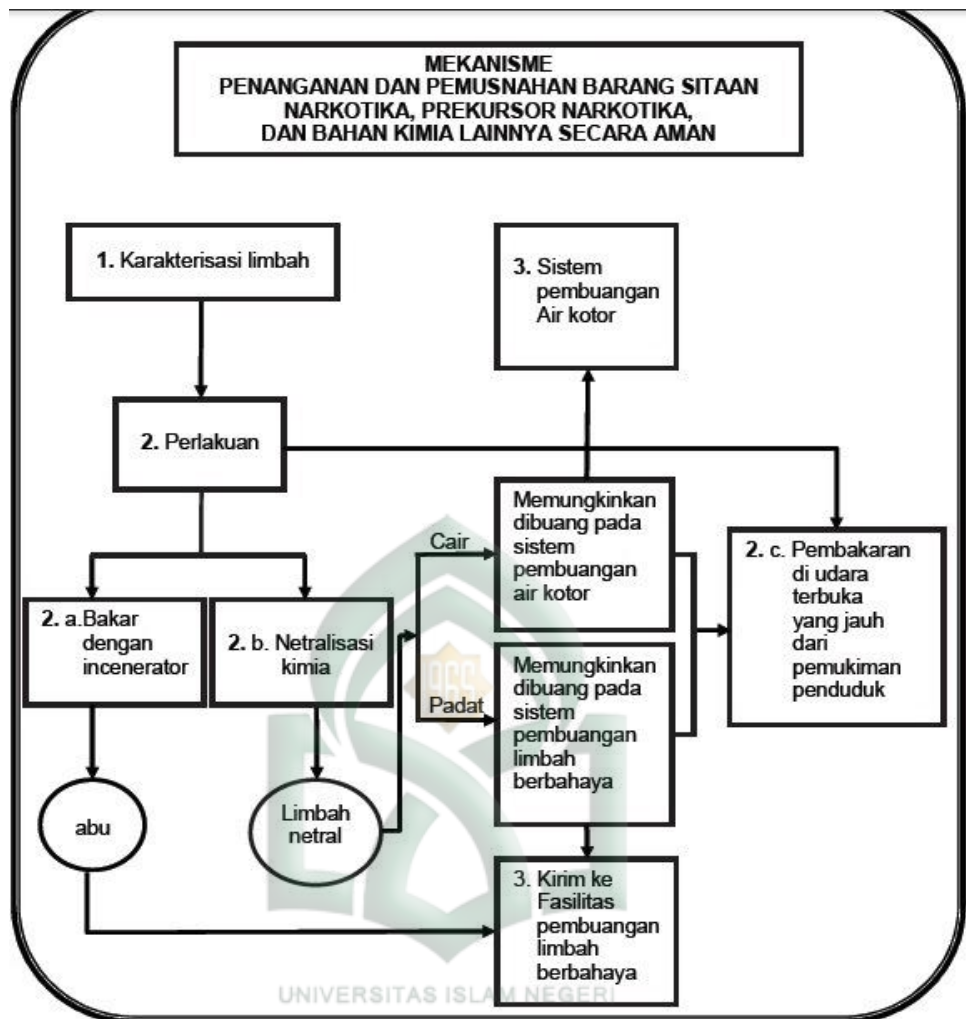 MEKANISME
PENANGANAN DAN PEMUSNAHAN BARANG SITAAN
NARKOTIKA, PREKURSOR NARKOTIKA,
DAN BAHAN KIMIA LAINNYA SECARA AMAN
1. Karakterisasi limbah
3. Sistem
pembuangan
Air kotor
2. Perlakuan
Memungkinkan
dibuang pada
sistem
pembuangan
air kotor
Cair
2. c. Pembakaran
di udara
terbuka
yang jauh
dari
pemukiman
penduduk
2. a.Bakar
dengan
incenerator
2. b. Netralisasi
kimia
Memungkinkan
dibuang pada
sistem
pembuangan
limbah
berbahaya
1965
Padat
abu
Limbah
netral
3. Kirim ke
Fasilitas
pembuangan
limbah
berbahaya
UNIVERSITAS ISLAM NEGERI